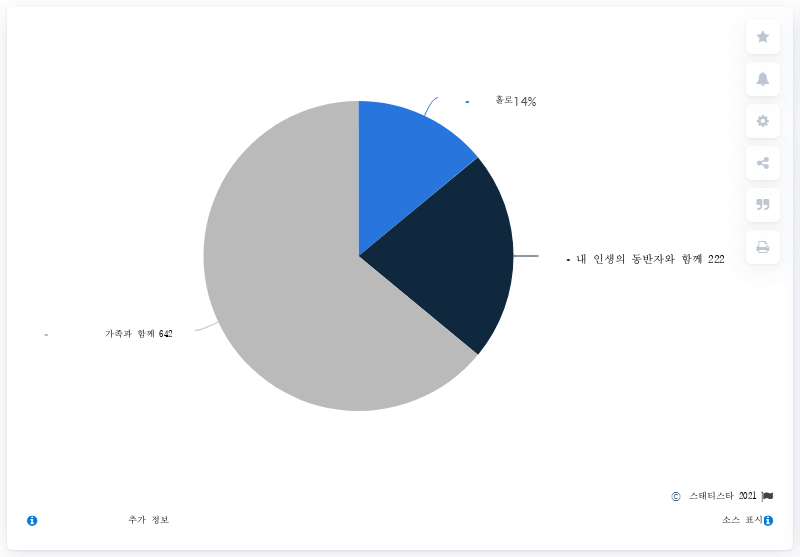 - 홀로14%
- 내 인생의 동반자와 함께 222
- 가족과 함께 642
© 스태티스타 2021
추가 정보
소스 표시